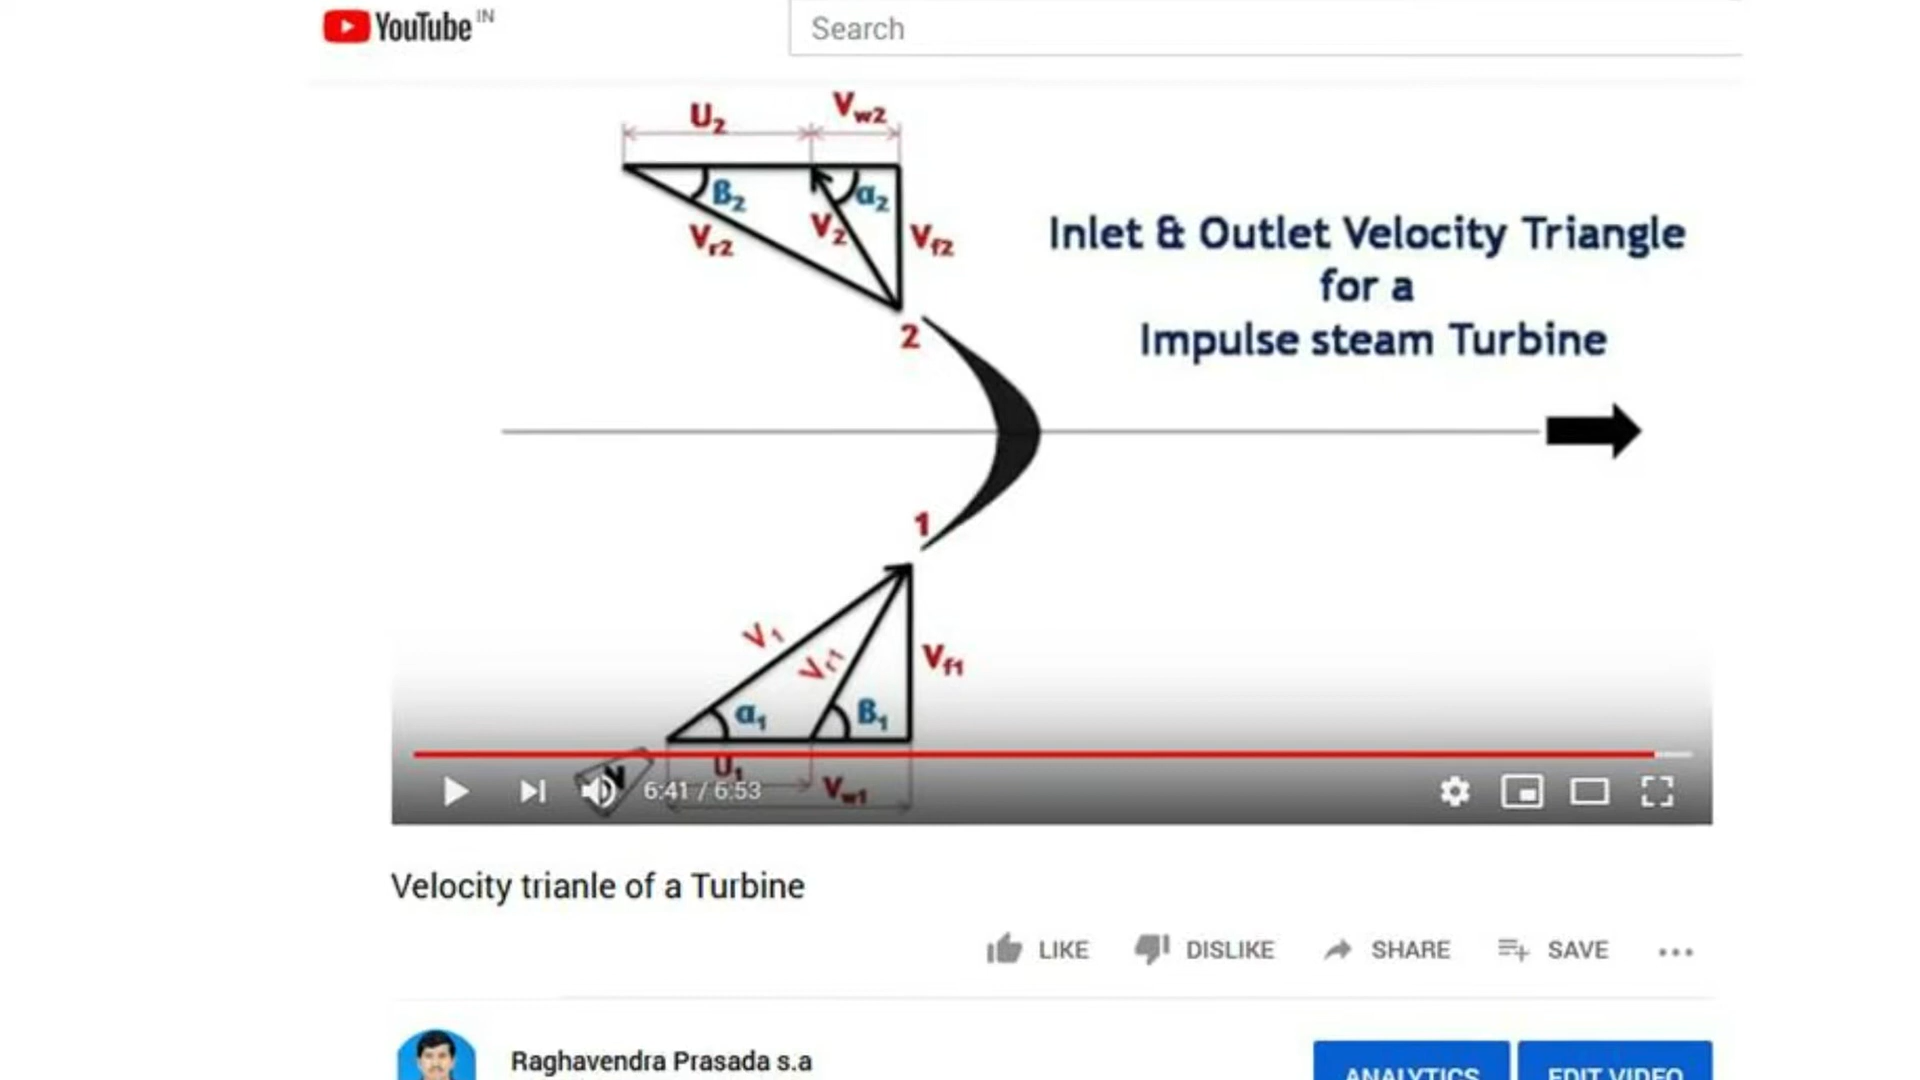 YouTube IN
Search
U2 Vw2
β2 α2
Vr2 V2 Vf2
Inlet & Outlet Velocity Triangle
for a
Impulse steam Turbine
2
1
V1
Vr1 Vf1
α1 β1
U1
Vw1
N
6:41 / 6:53
Velocity trianle of a Turbine
LIKE DISLIKE SHARE SAVE
Raghavendra Prasada s.a
ANALYTICS EDIT VIDEO